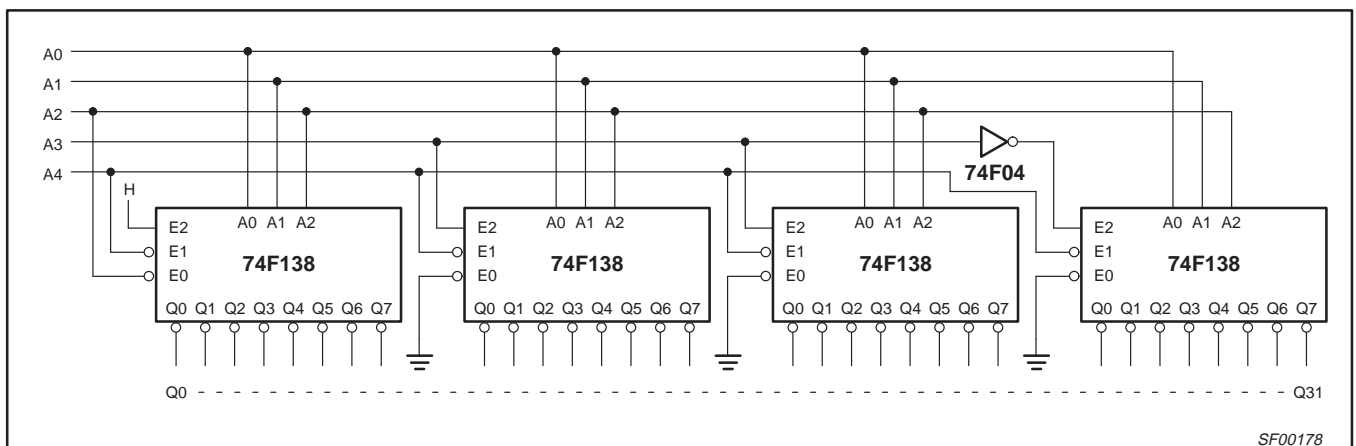 A0
A1
A2
A3
A4
H
74F04
E2 A0 A1 A2
E1
E0
74F138
Q0 Q1 Q2 Q3 Q4 Q5 Q6 Q7
E2 A0 A1 A2
E1
E0
74F138
Q0 Q1 Q2 Q3 Q4 Q5 Q6 Q7
E2 A0 A1 A2
E1
E0
74F138
Q0 Q1 Q2 Q3 Q4 Q5 Q6 Q7
E2 A0 A1 A2
E1
E0
74F138
Q0 Q1 Q2 Q3 Q4 Q5 Q6 Q7
Q0 Q31
SF00178